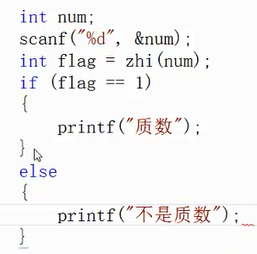 int num;
scanf("%d", &num);
int flag = zhi(num);
if (flag == 1)
{
printf("质数");
}
else
{
printf("不是质数");
}